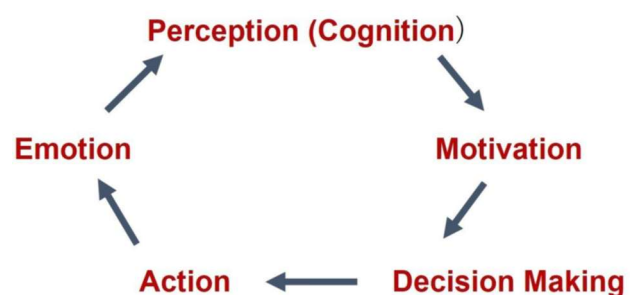 Perception (Cognition）
Emotion
Motivation
Action
Decision Making